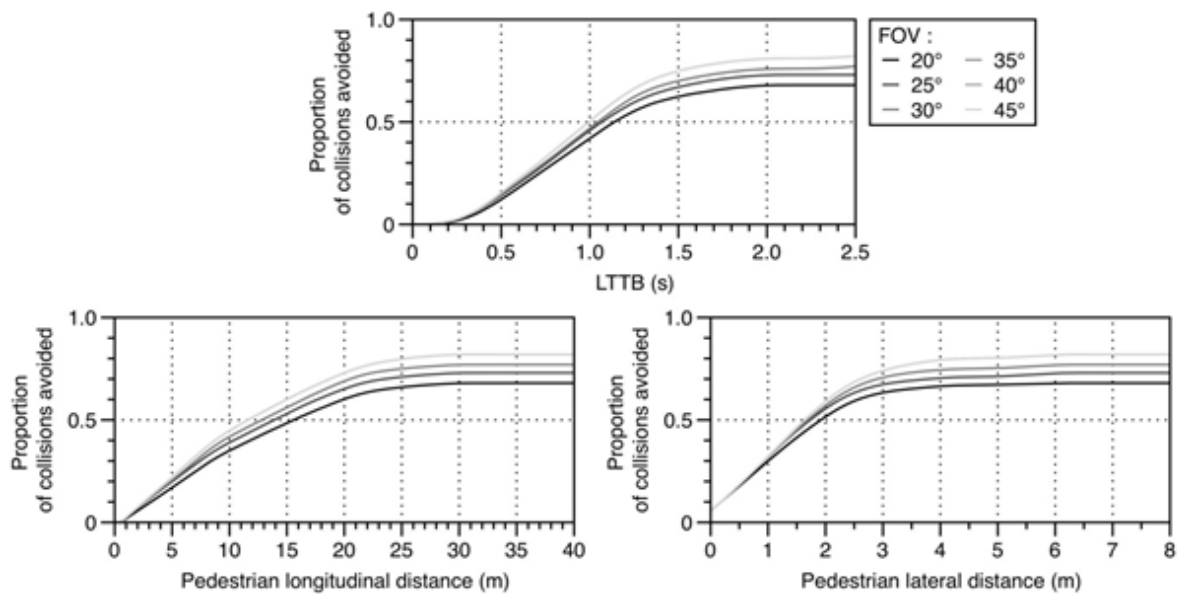 1.0
0.5
0
Proportion
of collisions avoided
0 0.5 1.0 1.5 2.0 2.5
LTTB (s)
FOV :
20° 35°
25° 40°
30° 45°
1.0
0.5
0
Proportion
of collisions avoided
0 5 10 15 20 25 30 35 40
Pedestrian longitudinal distance (m)
1.0
0.5
0
Proportion
of collisions avoided
0 1 2 3 4 5 6 7 8
Pedestrian lateral distance (m)